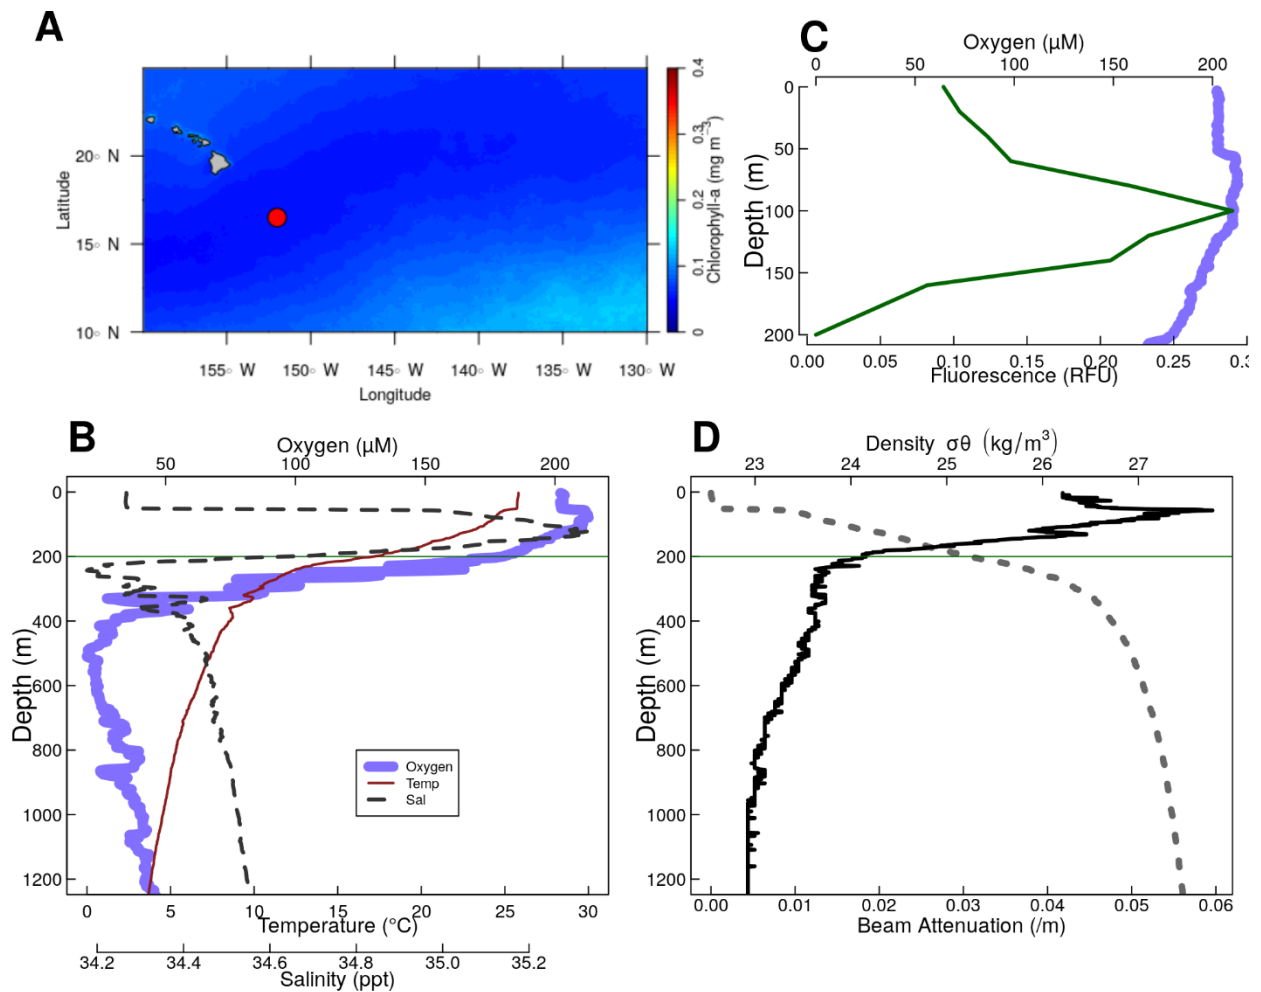 A
20° N
15° N
10° N
Latitude
155° W 150° W 145° W 140° W 135° W 130° W
Longitude
0 0.1 0.2 0.3 0.4
Chlorophyll-a (mg m⁻³)
C
Oxygen (µM)
0 50 100 150 200
0
50
100
150
200
Depth (m)
0.00 0.05 0.10 0.15 0.20 0.25 0.3
Fluorescence (RFU)
B
Oxygen (µM)
50 100 150 200
0
200
400
600
800
1000
1200
Depth (m)
Oxygen
Temp
Sal
0 5 10 15 20 25 30
Temperature (°C)
34.2 34.4 34.6 34.8 35.0 35.2
Salinity (ppt)
D
Density σθ (kg/m³)
23 24 25 26 27
0
200
400
600
800
1000
1200
Depth (m)
0.00 0.01 0.02 0.03 0.04 0.05 0.06
Beam Attenuation (/m)